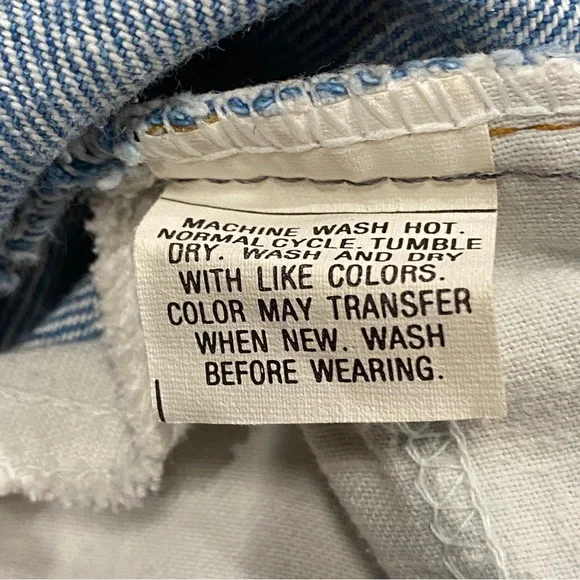 MACHINE WASH HOT.
NORMAL CYCLE. TUMBLE
DRY. WASH AND DRY
WITH LIKE COLORS.
COLOR MAY TRANSFER
WHEN NEW. WASH
BEFORE WEARING.